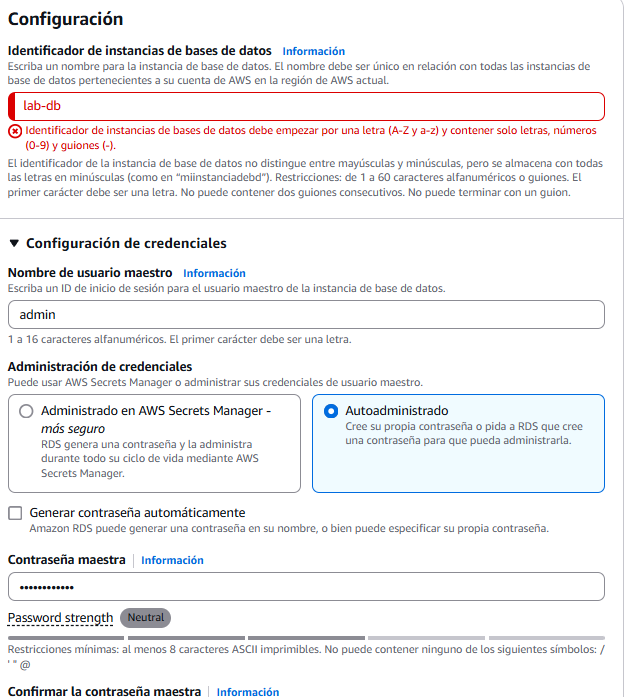 Configuración
Identificador de instancias de bases de datos Información
Escriba un nombre para la instancia de base de datos. El nombre debe ser único en relación con todas las instancias de
base de datos pertenecientes a su cuenta de AWS en la región de AWS actual.
lab-db
Identificador de instancias de bases de datos debe empezar por una letra (A-Z y a-z) y contener solo letras, números
(0-9) y guiones (-).
El identificador de la instancia de base de datos no distingue entre mayúsculas y minúsculas, pero se almacena con todas
las letras en minúsculas (como en “miinstanciadebd”). Restricciones: de 1 a 60 caracteres alfanuméricos o guiones. El
primer carácter debe ser una letra. No puede contener dos guiones consecutivos. No puede terminar con un guion.
Configuración de credenciales
Nombre de usuario maestro Información
Escriba un ID de inicio de sesión para el usuario maestro de la instancia de base de datos.
admin
1 a 16 caracteres alfanuméricos. El primer carácter debe ser una letra.
Administración de credenciales
Puede usar AWS Secrets Manager o administrar sus credenciales de usuario maestro.
Administrado en AWS Secrets Manager -
más seguro
RDS genera una contraseña y la administra
durante todo su ciclo de vida mediante AWS
Secrets Manager.
Autoadministrado
Cree su propia contraseña o pida a RDS que cree
una contraseña para que pueda administrarla.
Generar contraseña automáticamente
Amazon RDS puede generar una contraseña en su nombre, o bien puede especificar su propia contraseña.
Contraseña maestra Información
••••••••••••
Password strength Neutral
Restricciones mínimas: al menos 8 caracteres ASCII imprimibles. No puede contener ninguno de los siguientes símbolos: /
' " @
Confirmar la contraseña maestra Información